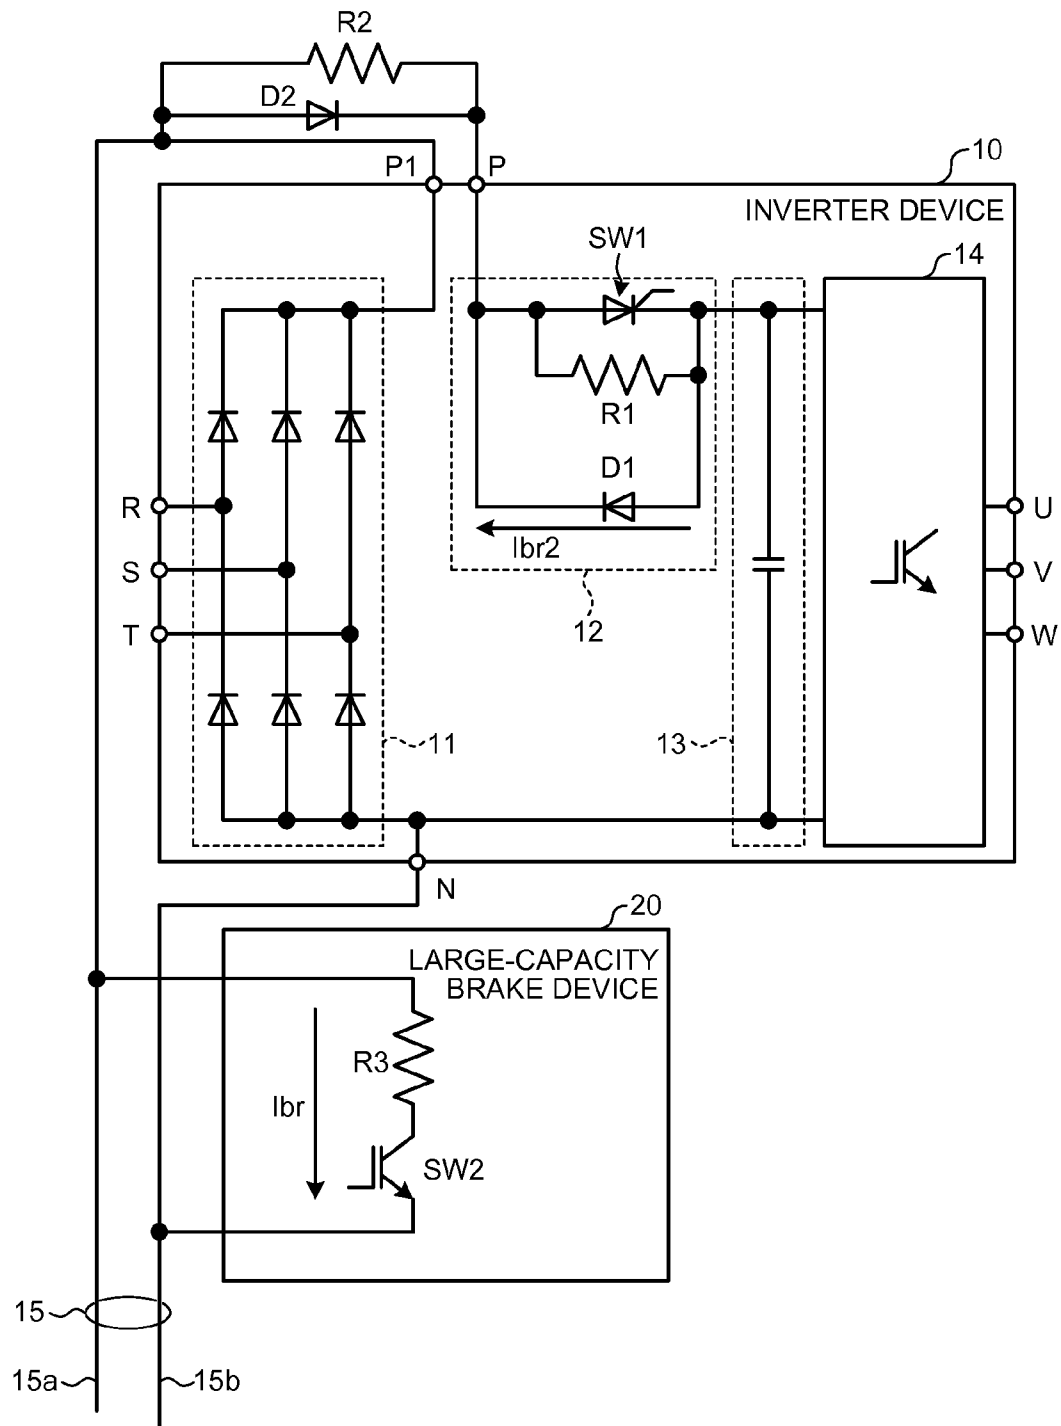 R2
D2
P1
P
10
INVERTER DEVICE
SW1
14
R1
D1
R
U
Ibr2
S
V
T
12
W
11
13
N
20
LARGE-CAPACITY
BRAKE DEVICE
R3
Ibr
SW2
15
15a
15b